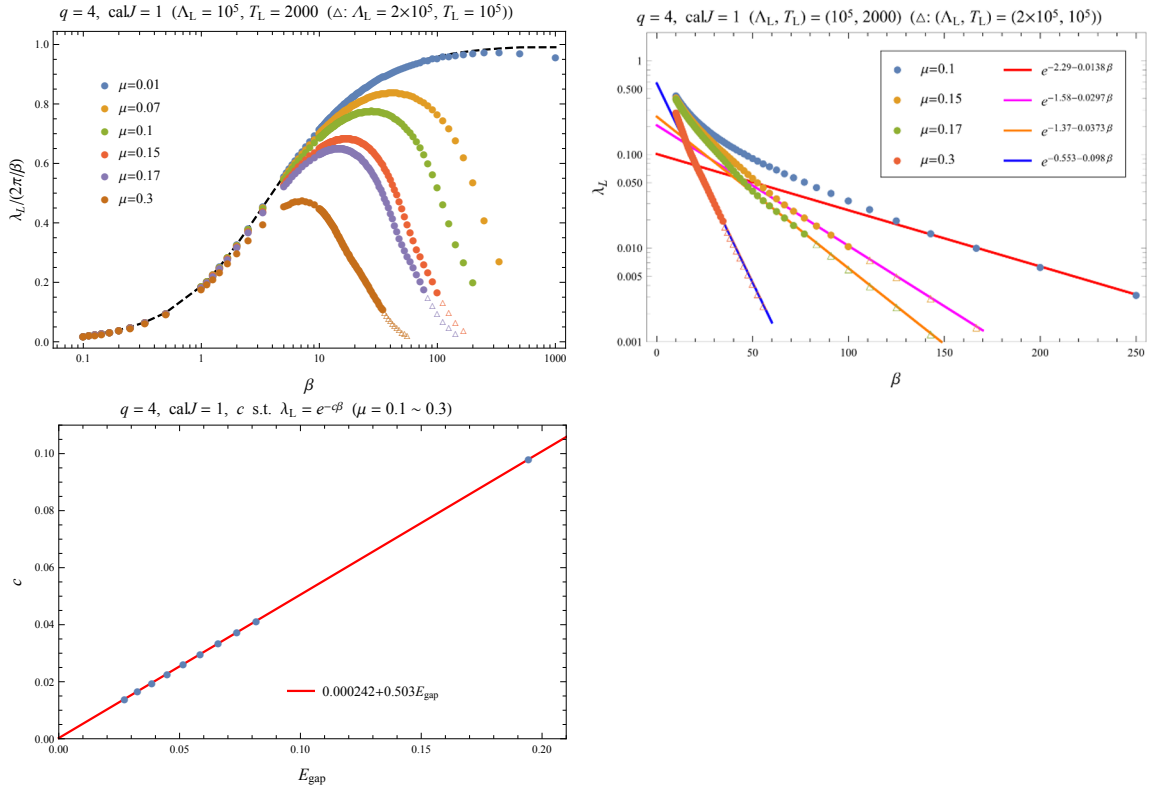 q = 4, calJ = 1 (Λ_L = 10^5, T_L = 2000 (△: Λ_L = 2×10^5, T_L = 10^5))
λ_L/(2π/β)
1.0
0.8
0.6
0.4
0.2
0.0
μ=0.01
μ=0.07
μ=0.1
μ=0.15
μ=0.17
μ=0.3
0.1
1
10
100
1000
β
q = 4, calJ = 1 (Λ_L, T_L) = (10^5, 2000) (△: (Λ_L, T_L) = (2×10^5, 10^5))
λ_L
1
0.500
0.100
0.050
0.010
0.005
0.001
μ=0.1 e^{-2.29-0.0138 β}
μ=0.15 e^{-1.58-0.0297 β}
μ=0.17 e^{-1.37-0.0373 β}
μ=0.3 e^{-0.553-0.098 β}
0
50
100
150
200
250
β
q = 4, calJ = 1, c s.t. λ_L = e^{-cβ} (μ = 0.1 ~ 0.3)
c
0.10
0.08
0.06
0.04
0.02
0.00
0.000242+0.503E_gap
0.00
0.05
0.10
0.15
0.20
E_gap